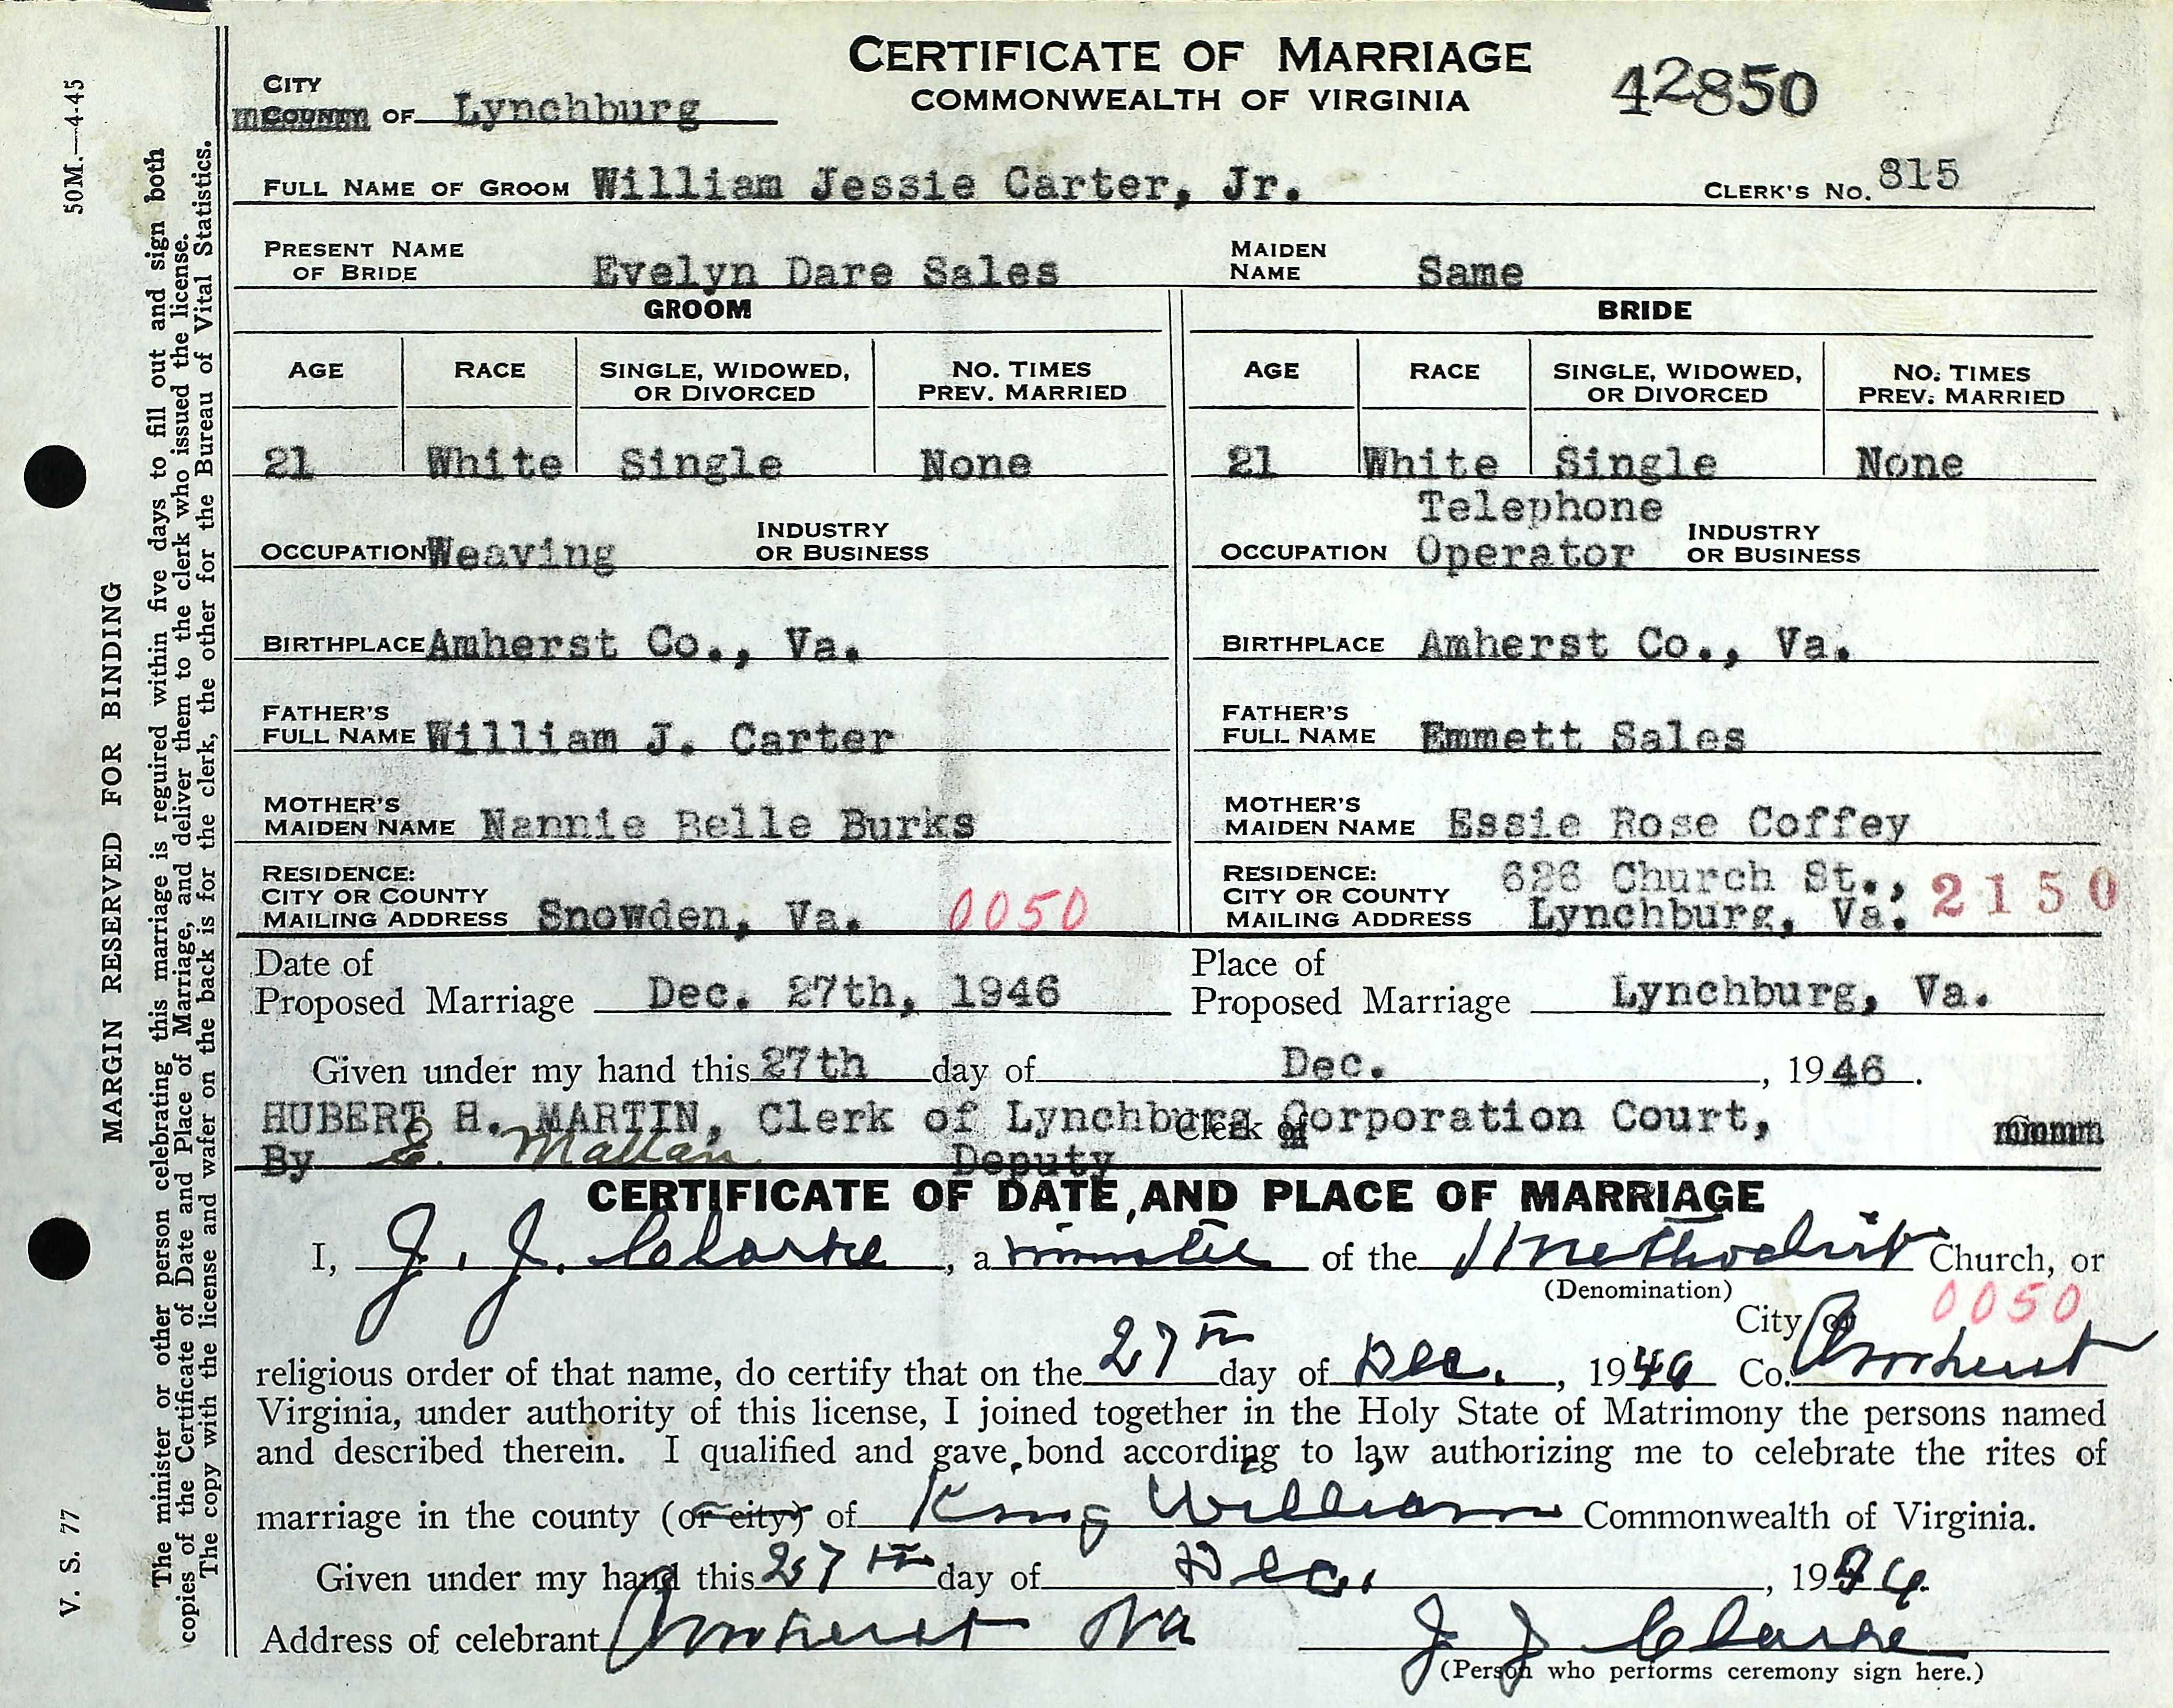 CERTIFICATE OF MARRIAGE
COMMONWEALTH OF VIRGINIA
42850
CITY
COUNTY OF Lynchburg
FULL NAME OF GROOM William Jessie Carter, Jr. CLERK'S NO. 815
PRESENT NAME OF BRIDE Evelyn Dare Sales MAIDEN NAME Same
GROOM BRIDE
AGE RACE SINGLE, WIDOWED, OR DIVORCED NO. TIMES PREV. MARRIED AGE RACE SINGLE, WIDOWED, OR DIVORCED NO. TIMES PREV. MARRIED
21 White Single None 21 White Single None
OCCUPATION Weaving INDUSTRY OR BUSINESS OCCUPATION Telephone Operator INDUSTRY OR BUSINESS
BIRTHPLACE Amherst Co., Va. BIRTHPLACE Amherst Co., Va.
FATHER'S FULL NAME William J. Carter FATHER'S FULL NAME Emmett Sales
MOTHER'S MAIDEN NAME Nannie Belle Burks MOTHER'S MAIDEN NAME Essie Rose Coffey
RESIDENCE: CITY OR COUNTY MAILING ADDRESS Snowden, Va. 0050 RESIDENCE: CITY OR COUNTY MAILING ADDRESS 626 Church St., Lynchburg, Va. 2150
Date of Proposed Marriage Dec. 27th, 1946 Place of Proposed Marriage Lynchburg, Va.
Given under my hand this 27th day of Dec. , 1946.
HUBERT H. MARTIN, Clerk of Lynchburg Corporation Court,
Clerk of
By E. Mallan Deputy
CERTIFICATE OF DATE AND PLACE OF MARRIAGE
I, J. J. Clarke, a minister of the Methodist Church, or
(Denomination)
0050
City or
religious order of that name, do certify that on the 27th day of Dec., 1946 Co. Amherst
Virginia, under authority of this license, I joined together in the Holy State of Matrimony the persons named
and described therein. I qualified and gave bond according to law authorizing me to celebrate the rites of
marriage in the county (or city) of King William Commonwealth of Virginia.
Given under my hand this 27th day of Dec., 1946
Address of celebrant Amherst Va J J Clarke
(Person who performs ceremony sign here.)
50M.—4-45
V. S. 77
MARGIN RESERVED FOR BINDING
The minister or other person celebrating this marriage is required within five days to fill out and sign both
copies of the Certificate of Date and Place of Marriage, and deliver them to the clerk who issued the license.
The copy with the license and wafer on the back is for the clerk, the other for the Bureau of Vital Statistics.